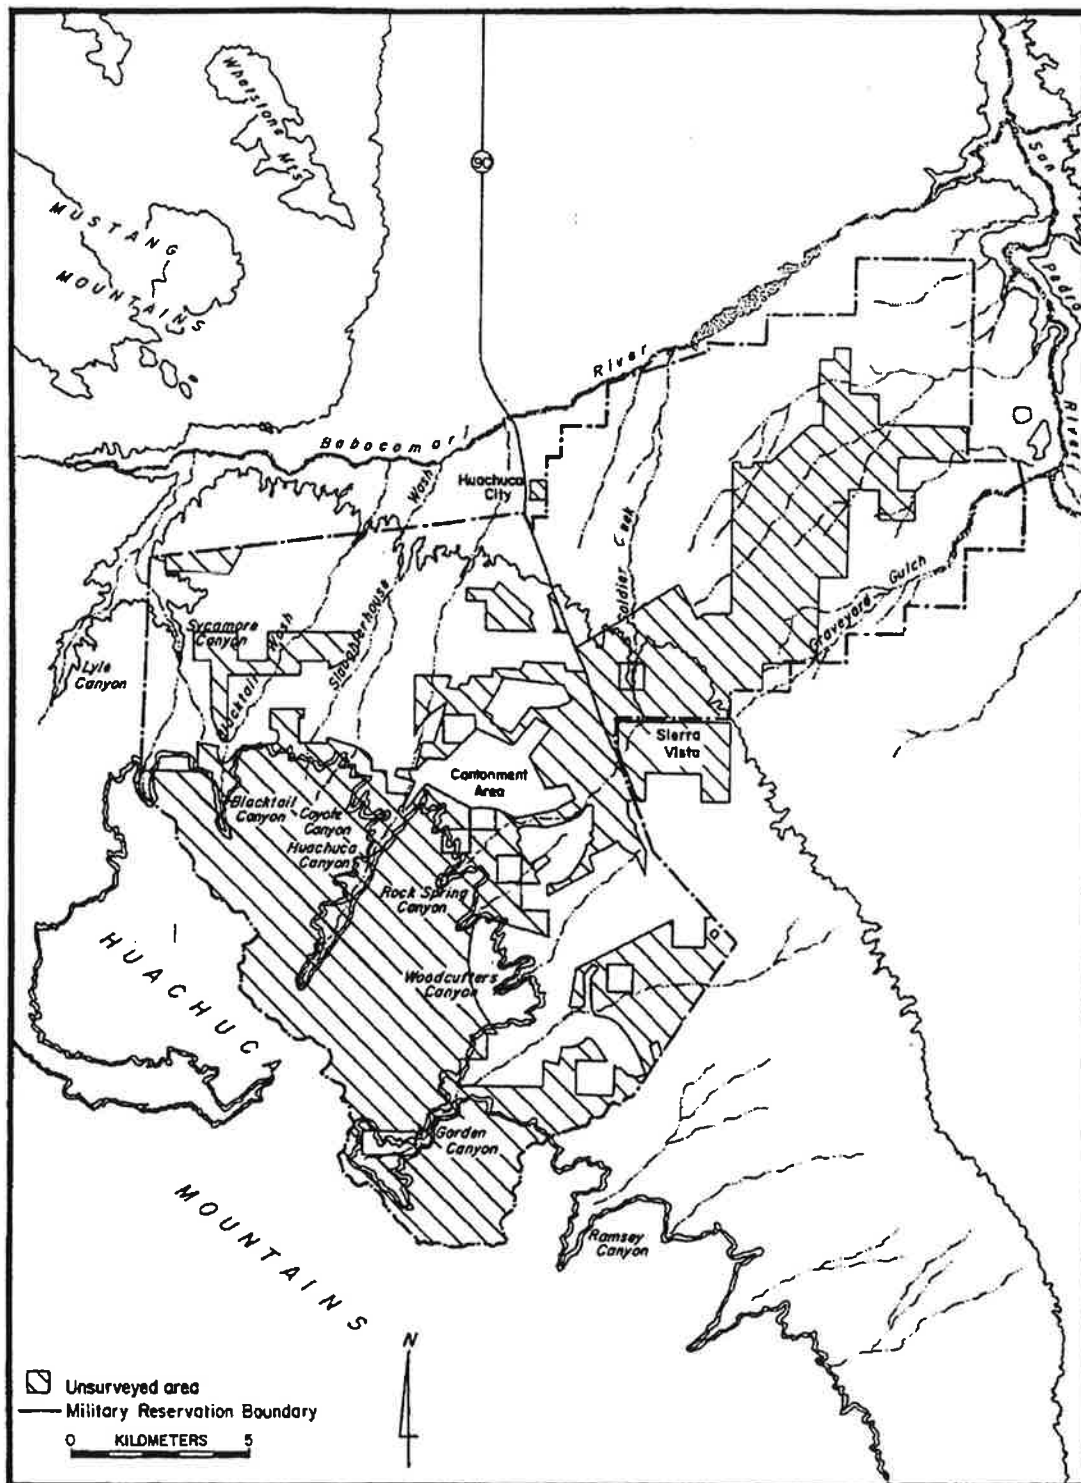 Whetstone Mts
90
MUSTANG
MOUNTAINS
San
Pedro
River
River
Babocomari
Huachuca
City
Wash
Soldier Creek
Graveyard Gulch
Sycamore
Canyon
Wash
Slaughterhouse
Lyle
Canyon
Blacktail
Sierra
Vista
Cantonment
Area
Blacktail
Canyon
Coyote
Canyon
Huachuca
Canyon
Rock Spring
Canyon
Woodcutters
Canyon
HUACHUCA
Garden
Canyon
MOUNTAINS
Ramsey
Canyon
N
Unsurveyed area
Military Reservation Boundary
0 KILOMETERS 5